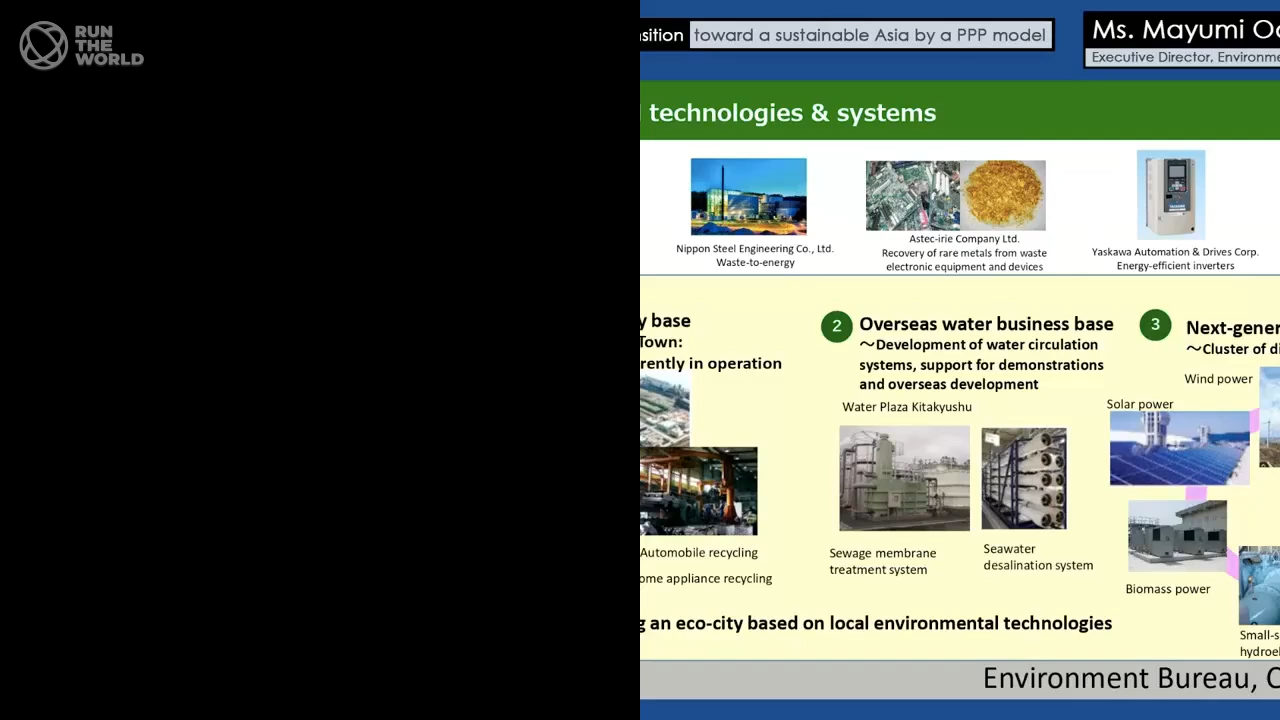 RUN
THE
WORLD
sition toward a sustainable Asia by a PPP model
Ms. Mayumi
Executive Director,
technologies & systems
Nippon Steel Engineering Co., Ltd.
Waste-to-energy
Astec-irie Company Ltd.
Recovery of rare metals from waste
electronic equipment and devices
Yaskawa Automation & Drives Corp.
Energy-efficient inverters
y base
Town:
rently in operation
Automobile recycling
ome appliance recycling
2 Overseas water business base
～Development of water circulation
systems, support for demonstrations
and overseas development
Water Plaza Kitakyushu
Sewage membrane
treatment system
Seawater
desalination system
3 Next-gener
～Cluster of di
Wind power
Solar power
Biomass power
Small-s
hydroel
g an eco-city based on local environmental technologies
Environment Bureau,